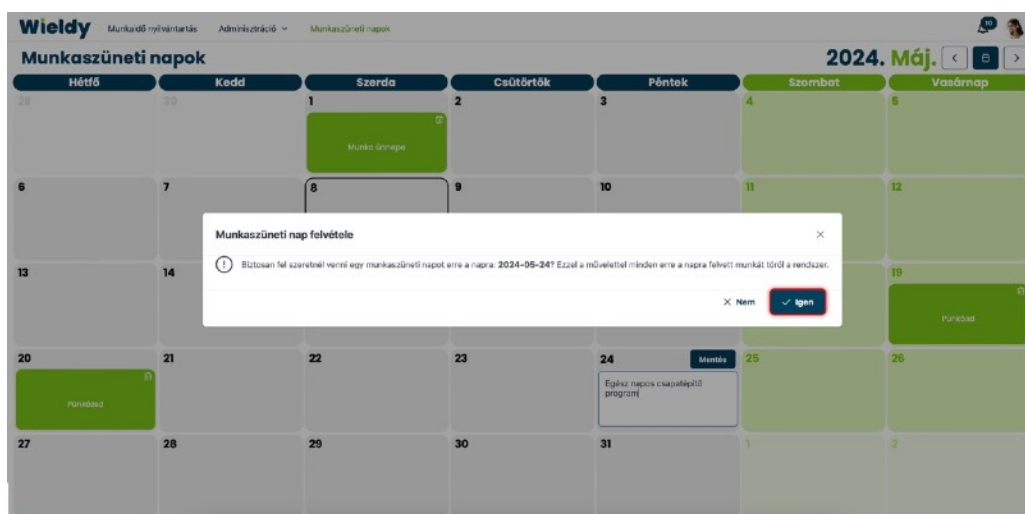 Wieldy Munkaidő nyilvántartás Adminisztráció Munkaszüneti napok 10
Munkaszüneti napok 2024. Máj.
Hétfő Kedd Szerda Csütörtök Péntek Szombat Vasárnap
29 30 1 2 3 4 5
Munka ünnepe
6 7 8 9 10 11 12
Munkaszüneti nap felvétele
Biztosan fel szeretnél venni egy munkaszüneti napot erre a napra: 2024-05-24? Ezzel a művelettel minden erre a napra felvett munkát töröl a rendszer.
13 14 19
Nem Igen
Pünkösd
20 21 22 23 24 Mentés 25 26
Egész napos csapatépítő
program
Pünkösd
27 28 29 30 31 1 2